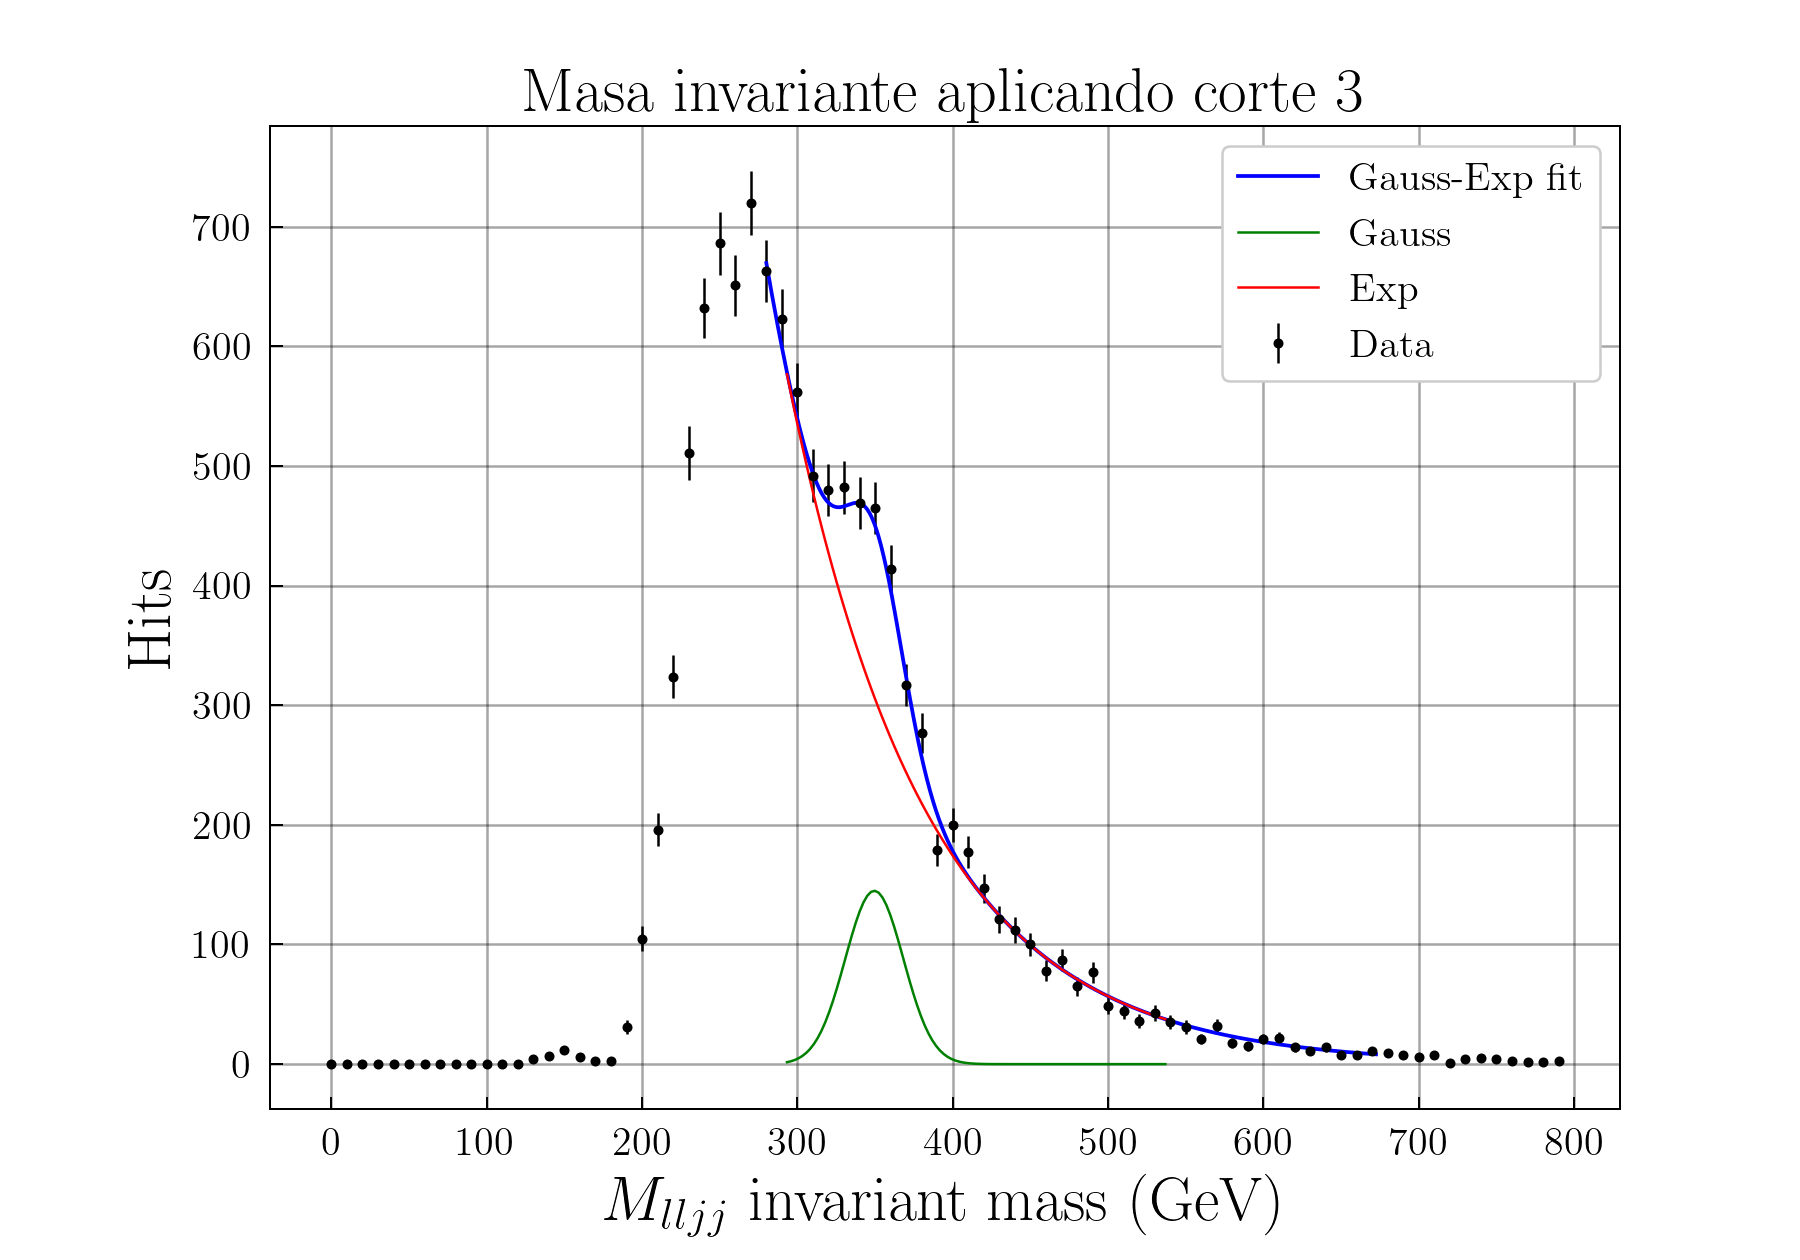 Masa invariante aplicando corte 3
Gauss-Exp fit
Gauss
Exp
Data
Hits
700
600
500
400
300
200
100
0
0 100 200 300 400 500 600 700 800
M_{lljj} invariant mass (GeV)